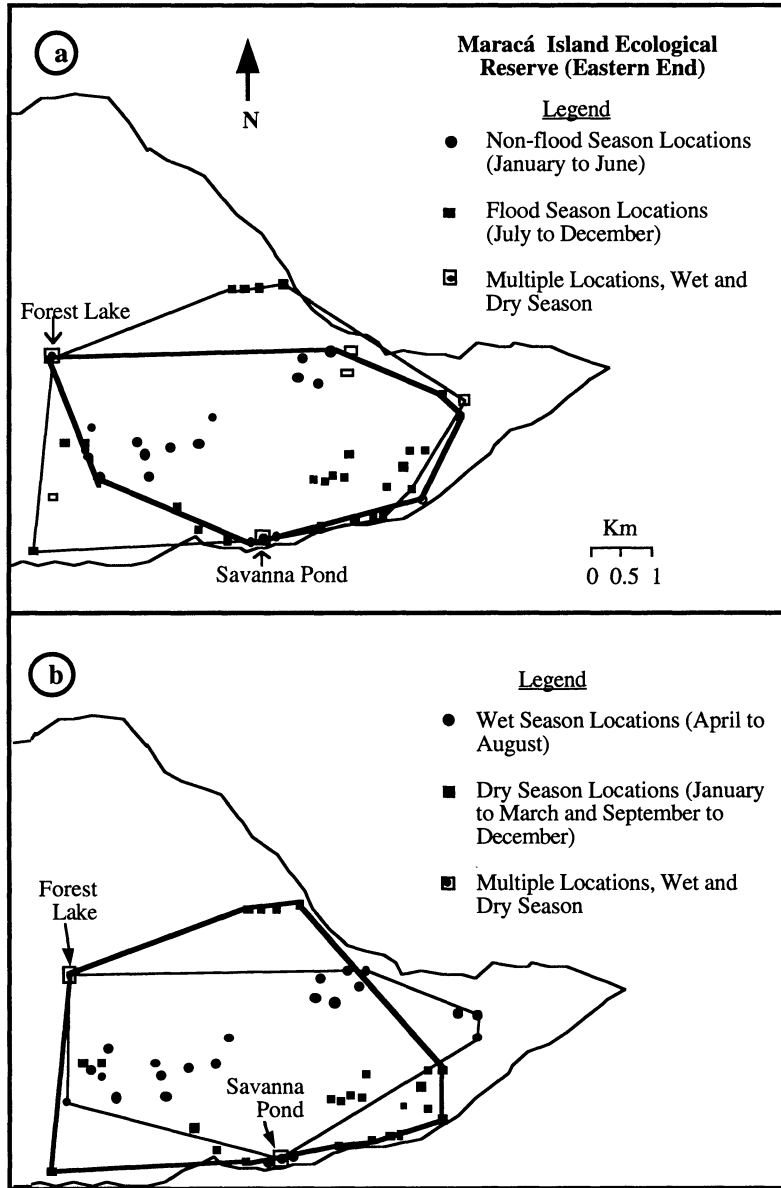 a
N
Maracá Island Ecological
Reserve (Eastern End)
Legend
Non-flood Season Locations
(January to June)
Flood Season Locations
(July to December)
Multiple Locations, Wet and
Dry Season
Forest Lake
Savanna Pond
Km
0 0.5 1
b
Legend
Wet Season Locations (April to
August)
Dry Season Locations (January
to March and September to
December)
Multiple Locations, Wet and
Dry Season
Forest
Lake
Savanna
Pond